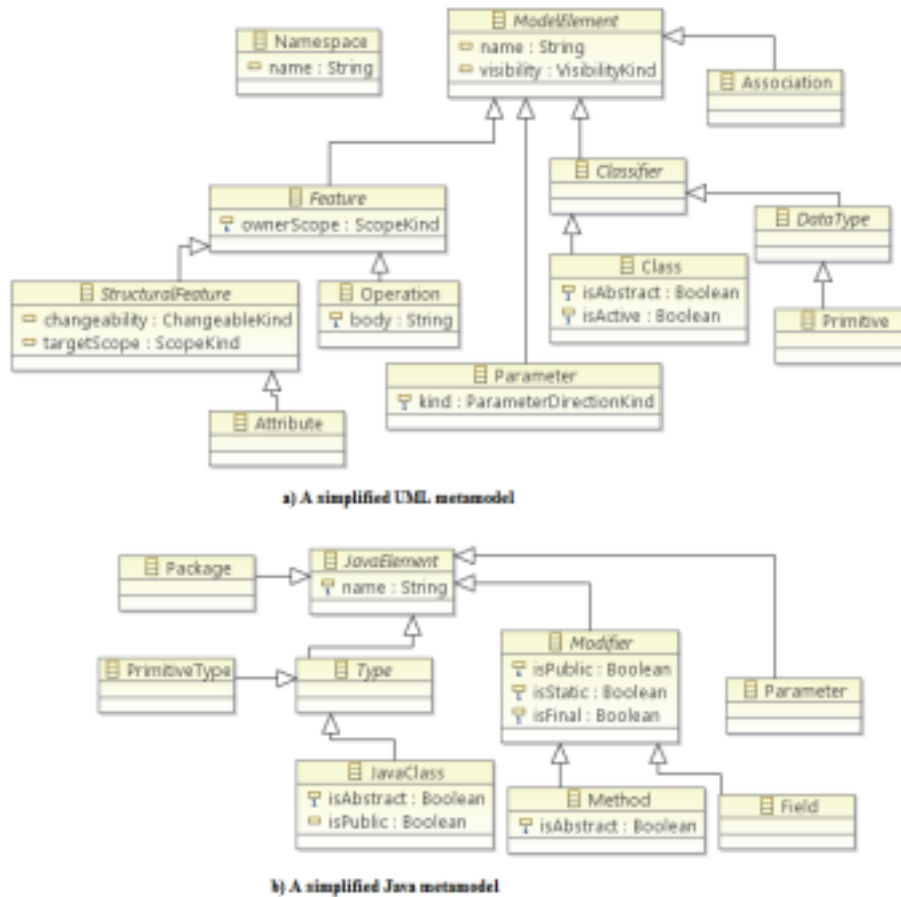 ModelElement
name : String
visibility : VisibilityKind
Namespace
name : String
Association
Feature
ownerScope : ScopeKind
Classifier
DataType
StructuralFeature
changeability : ChangeableKind
targetScope : ScopeKind
Operation
body : String
Class
isAbstract : Boolean
isActive : Boolean
Primitive
Parameter
kind : ParameterDirectionKind
Attribute
a) A simplified UML metamodel
Package
JavaElement
name : String
PrimitiveType
Type
Modifier
isPublic : Boolean
isStatic : Boolean
isFinal : Boolean
Parameter
JavaClass
isAbstract : Boolean
isPublic : Boolean
Method
isAbstract : Boolean
Field
b) A simplified Java metamodel